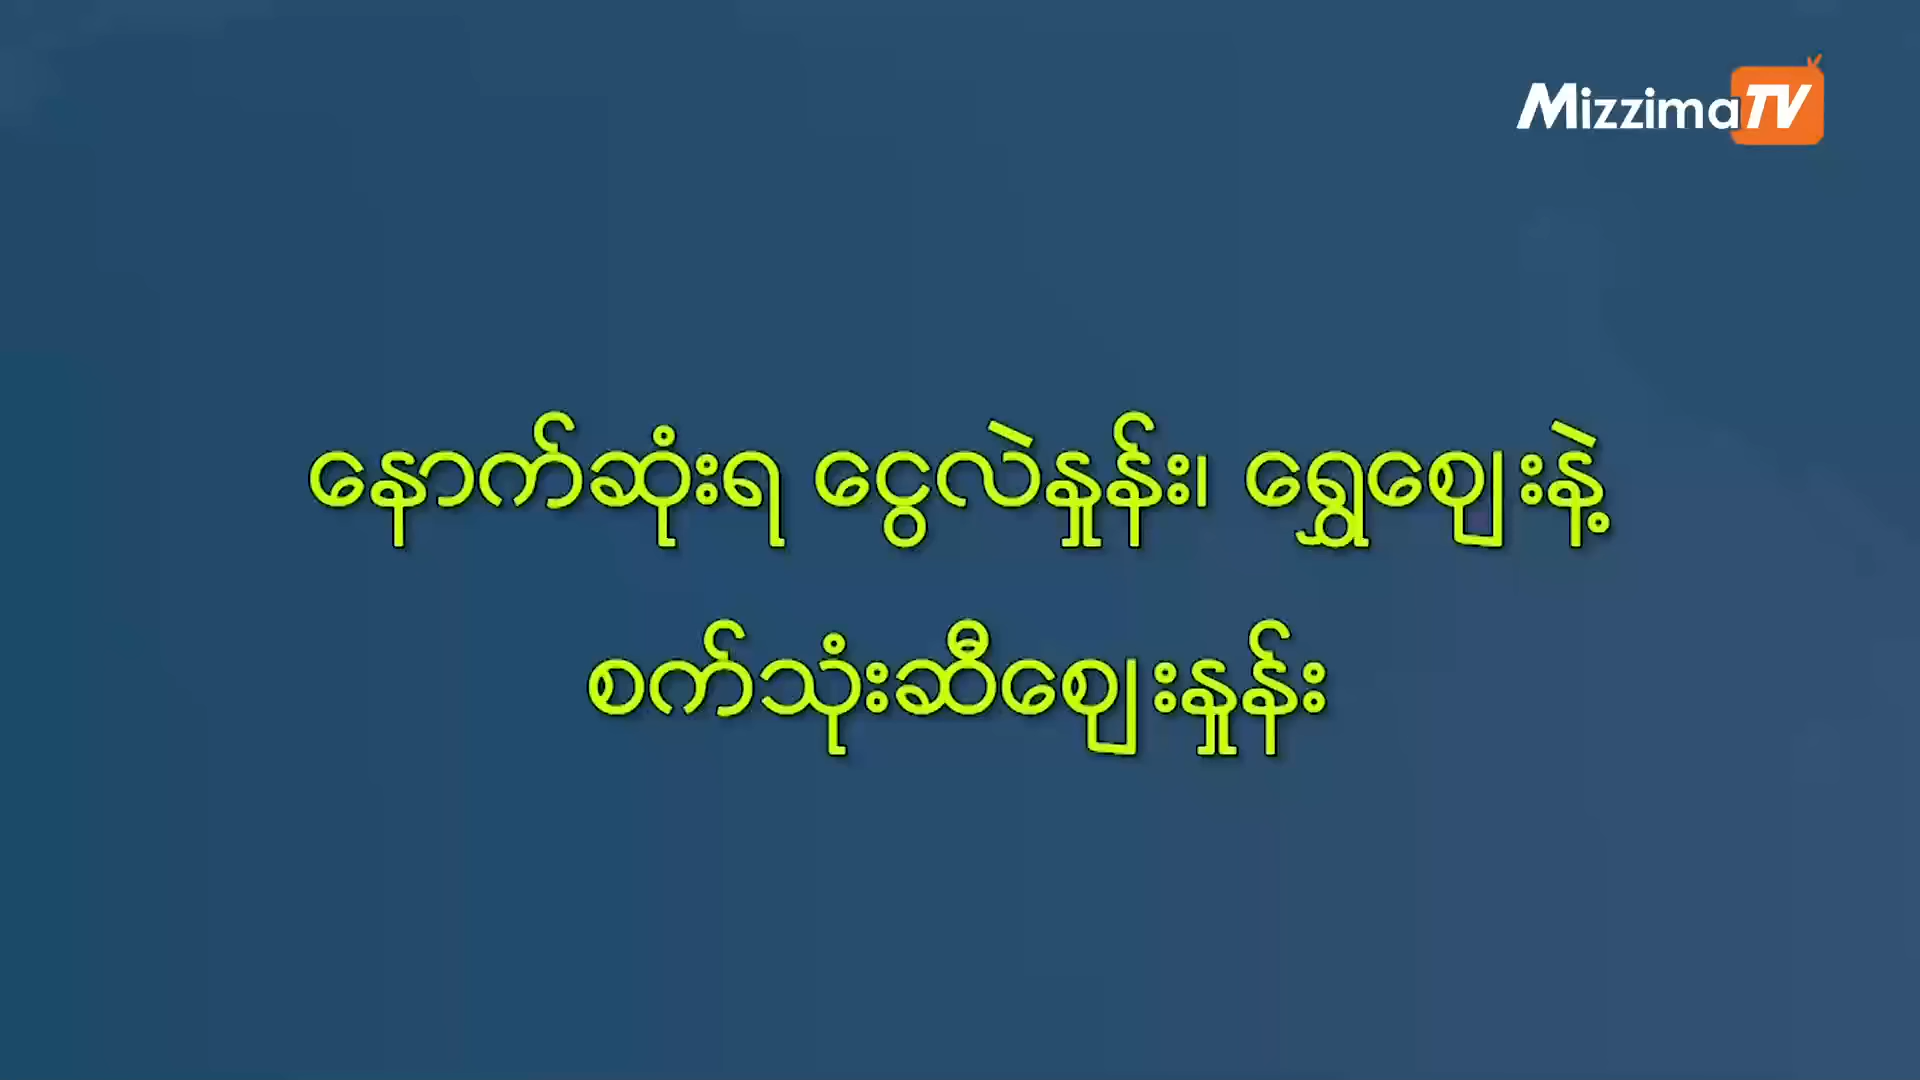 MizzimaTV
နောက်ဆုံးရ ငွေလဲနှုန်း၊ ရွှေဈေးနဲ့
စက်သုံးဆီဈေးနှုန်း